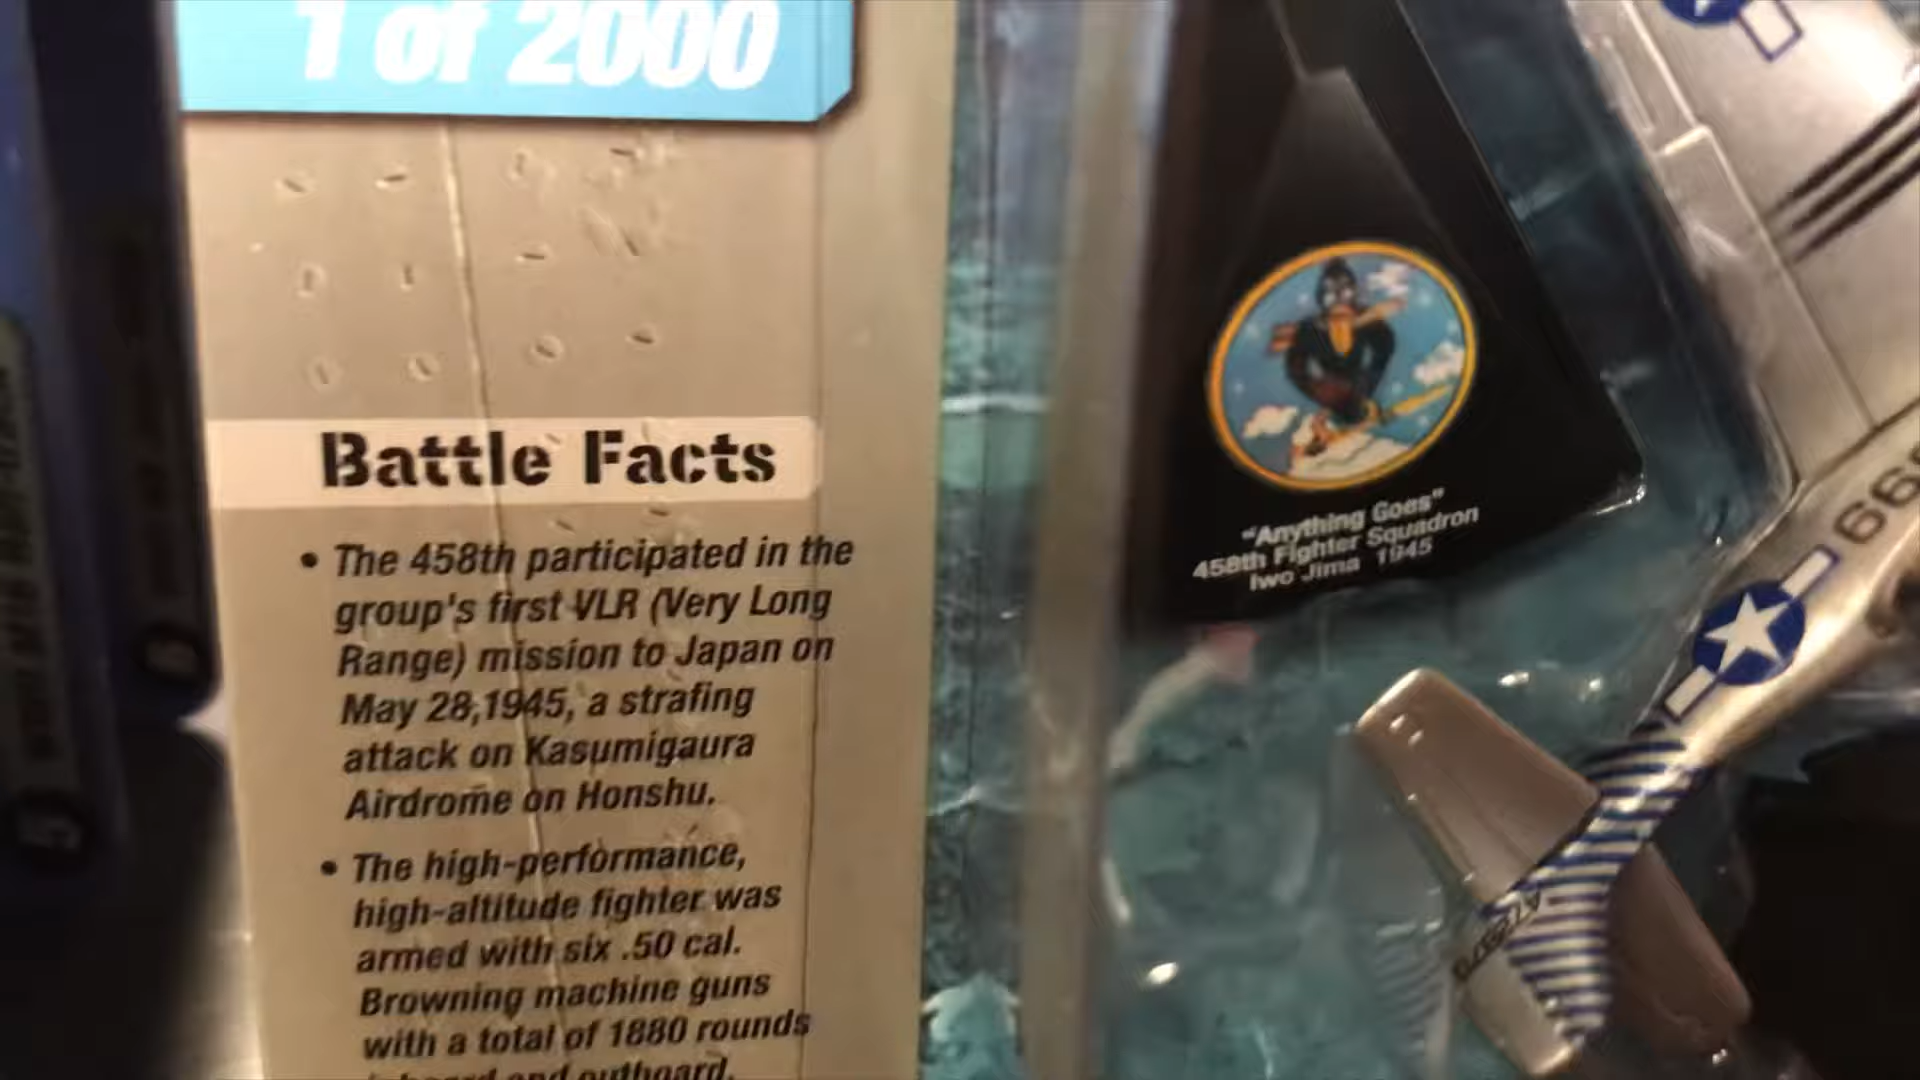 1 of 2000
Battle Facts
• The 458th participated in the
group's first VLR (Very Long
Range) mission to Japan on
May 28,1945, a strafing
attack on Kasumigaura
Airdrome on Honshu.
• The high-performance,
high-altitude fighter was
armed with six .50 cal.
Browning machine guns
with a total of 1880 rounds
inboard and outboard.
"Anything Goes"
458th Fighter Squadron
Iwo Jima 1945